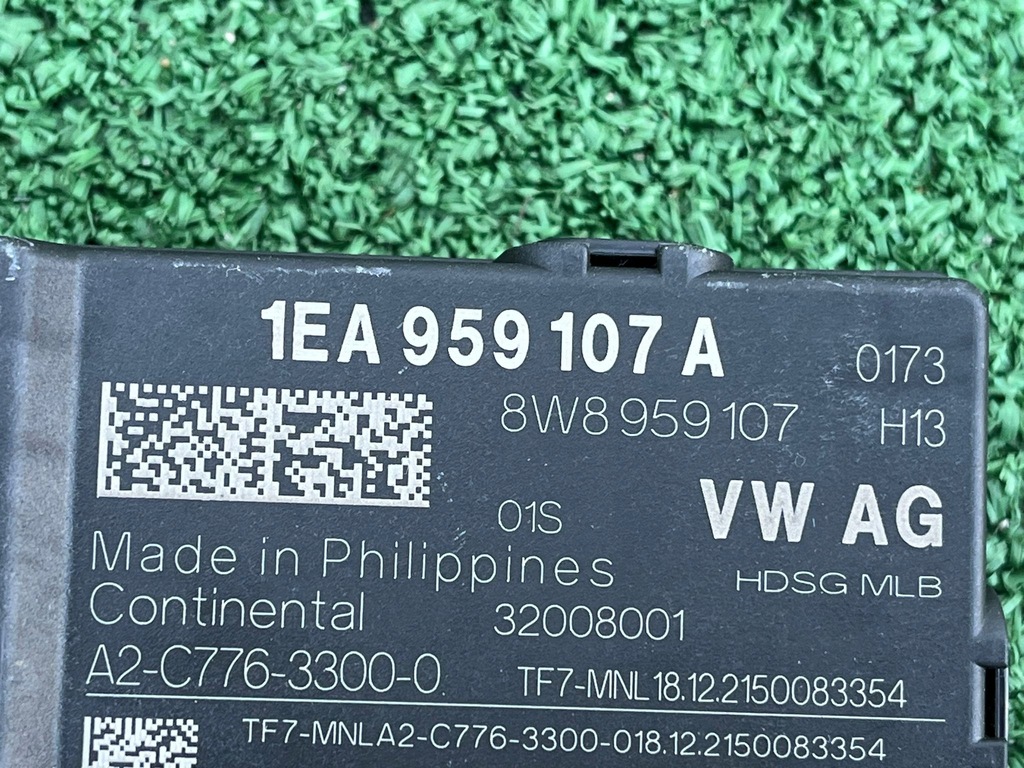 1EA 959 107 A
0173
8W8 959 107
H13
01S
VW AG
Made in Philippines
HDSG MLB
Continental
32008001
A2-C776-3300-0
TF7-MNL18.12.2150083354
TF7-MNLA2-C776-3300-018.12.2150083354